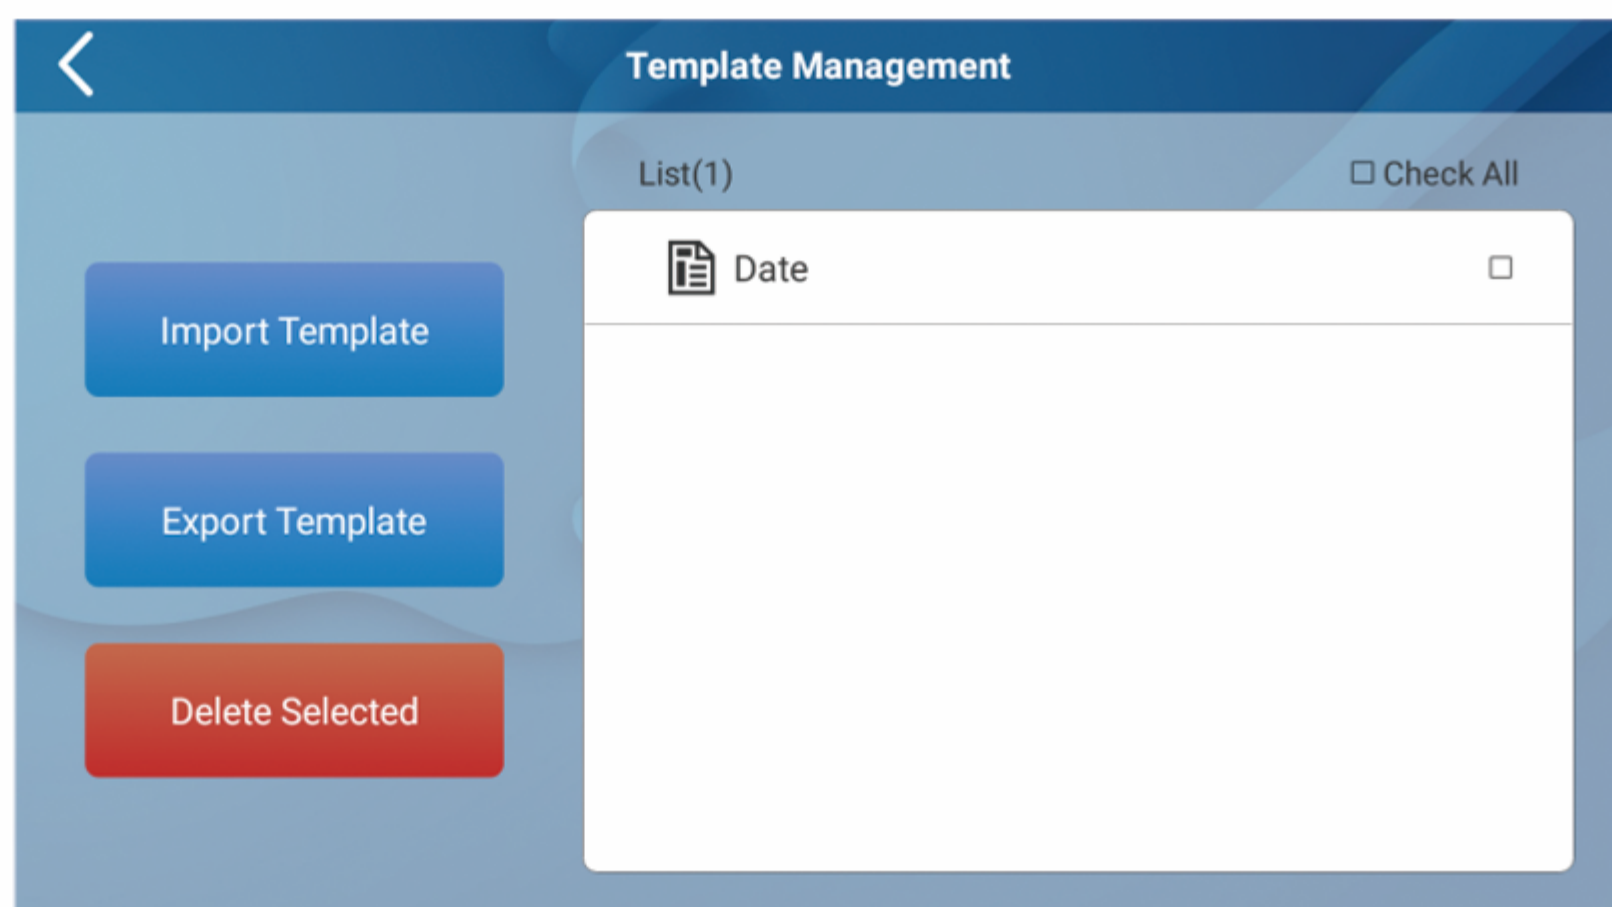 Template Management
List(1)
Check All
Date
Import Template
Export Template
Delete Selected